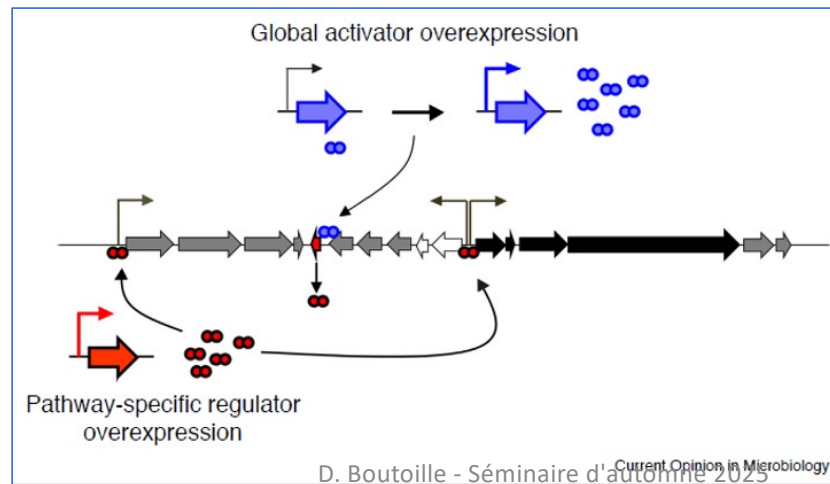 Global activator overexpression
Pathway-specific regulator
overexpression
Current Opinion in Microbiology
D. Boutoille - Séminaire d'automne 2025